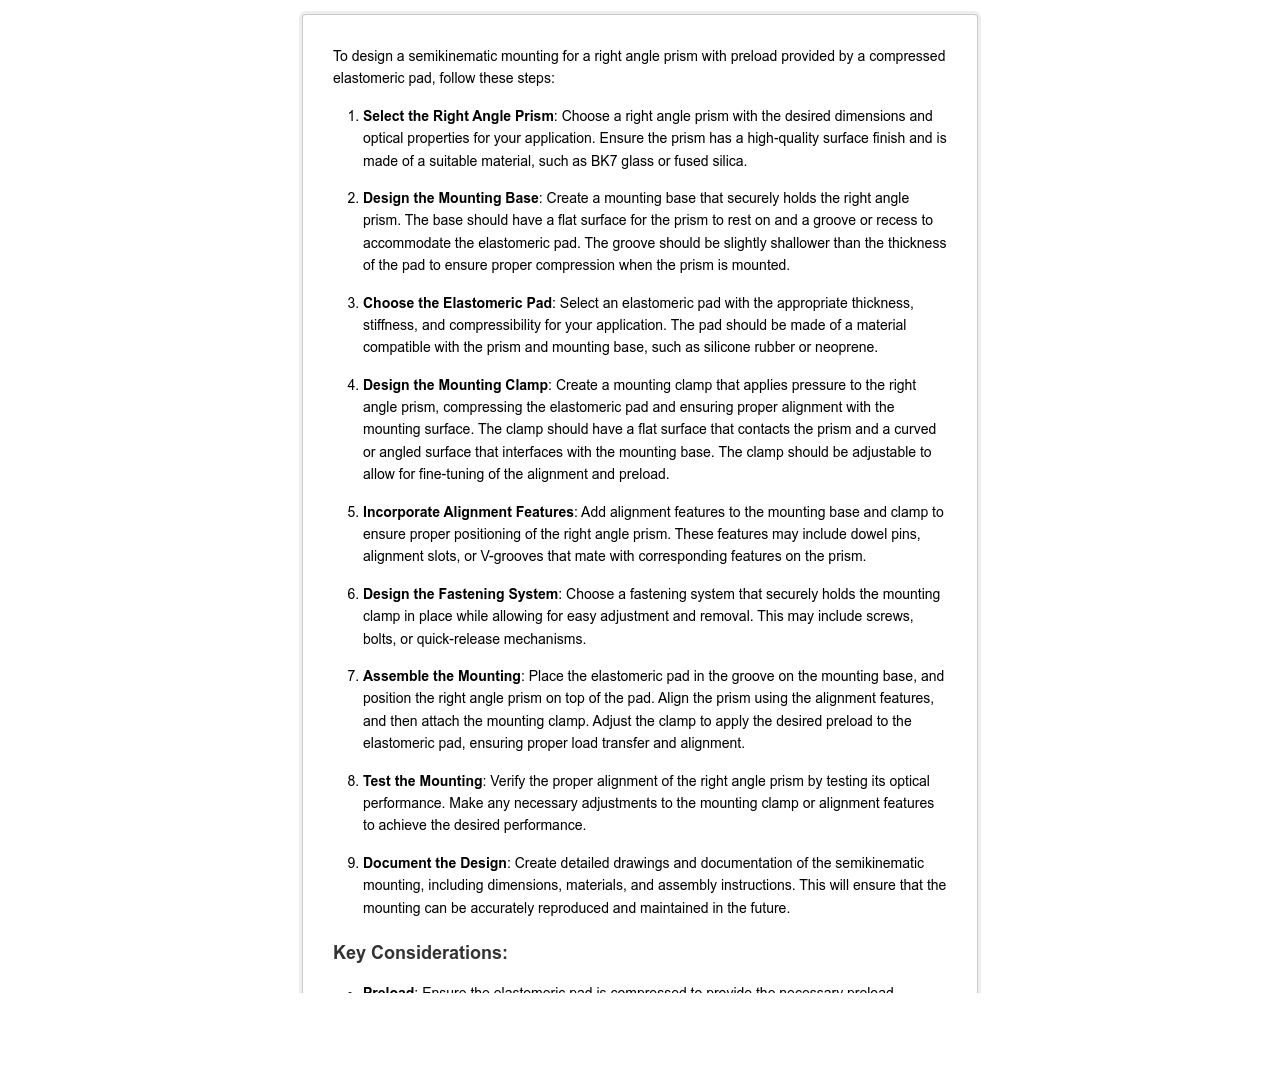 To design a semikinematic mounting for a right angle prism with preload provided by a compressed
elastomeric pad, follow these steps:
1. Select the Right Angle Prism: Choose a right angle prism with the desired dimensions and
optical properties for your application. Ensure the prism has a high-quality surface finish and is
made of a suitable material, such as BK7 glass or fused silica.
2. Design the Mounting Base: Create a mounting base that securely holds the right angle
prism. The base should have a flat surface for the prism to rest on and a groove or recess to
accommodate the elastomeric pad. The groove should be slightly shallower than the thickness
of the pad to ensure proper compression when the prism is mounted.
3. Choose the Elastomeric Pad: Select an elastomeric pad with the appropriate thickness,
stiffness, and compressibility for your application. The pad should be made of a material
compatible with the prism and mounting base, such as silicone rubber or neoprene.
4. Design the Mounting Clamp: Create a mounting clamp that applies pressure to the right
angle prism, compressing the elastomeric pad and ensuring proper alignment with the
mounting surface. The clamp should have a flat surface that contacts the prism and a curved
or angled surface that interfaces with the mounting base. The clamp should be adjustable to
allow for fine-tuning of the alignment and preload.
5. Incorporate Alignment Features: Add alignment features to the mounting base and clamp to
ensure proper positioning of the right angle prism. These features may include dowel pins,
alignment slots, or V-grooves that mate with corresponding features on the prism.
6. Design the Fastening System: Choose a fastening system that securely holds the mounting
clamp in place while allowing for easy adjustment and removal. This may include screws,
bolts, or quick-release mechanisms.
7. Assemble the Mounting: Place the elastomeric pad in the groove on the mounting base, and
position the right angle prism on top of the pad. Align the prism using the alignment features,
and then attach the mounting clamp. Adjust the clamp to apply the desired preload to the
elastomeric pad, ensuring proper load transfer and alignment.
8. Test the Mounting: Verify the proper alignment of the right angle prism by testing its optical
performance. Make any necessary adjustments to the mounting clamp or alignment features
to achieve the desired performance.
9. Document the Design: Create detailed drawings and documentation of the semikinematic
mounting, including dimensions, materials, and assembly instructions. This will ensure that the
mounting can be accurately reproduced and maintained in the future.
Key Considerations:
• Preload: Ensure the elastomeric pad is compressed to provide the necessary preload